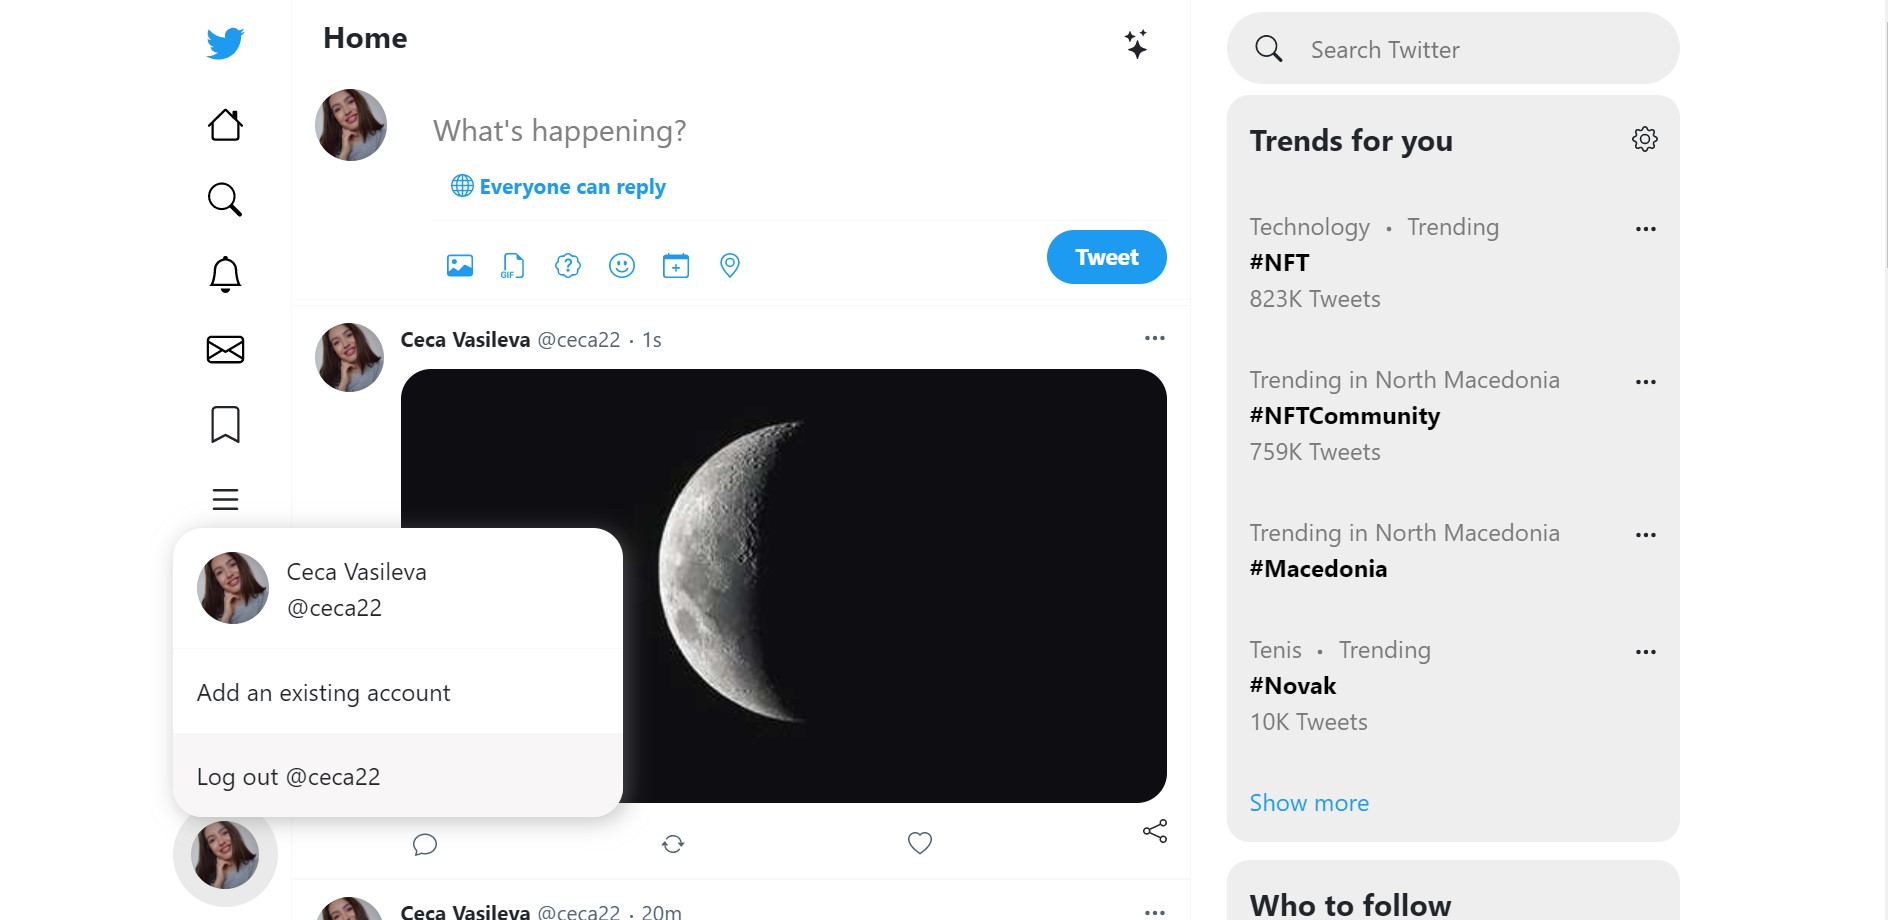 Home
What's happening?
Everyone can reply
GIF
Tweet
Ceca Vasileva @ceca22 · 1s
Ceca Vasileva
@ceca22
Add an existing account
Log out @ceca22
Ceca Vasileva @ceca22 · 20m
Search Twitter
Trends for you
Technology • Trending
#NFT
823K Tweets
Trending in North Macedonia
#NFTCommunity
759K Tweets
Trending in North Macedonia
#Macedonia
Tenis • Trending
#Novak
10K Tweets
Show more
Who to follow